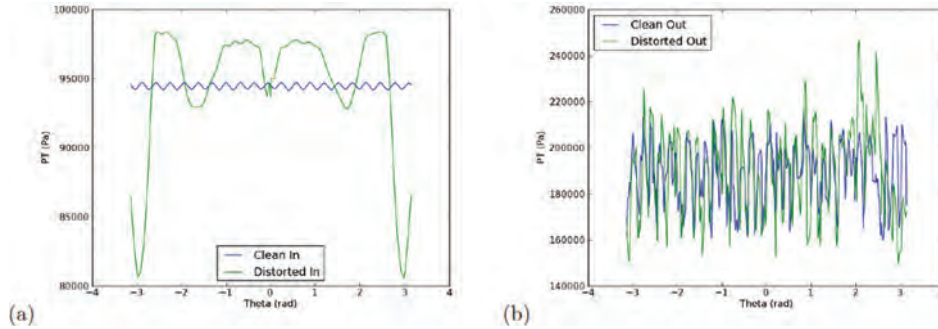 100000
95000
90000
85000
80000
PT (Pa)
Clean In
Distorted In
−4 −3 −2 −1 0 1 2 3 4
Theta (rad)
(a)
260000
240000
220000
200000
180000
160000
140000
PT (Pa)
Clean Out
Distorted Out
−4 −3 −2 −1 0 1 2 3 4
Theta (rad)
(b)